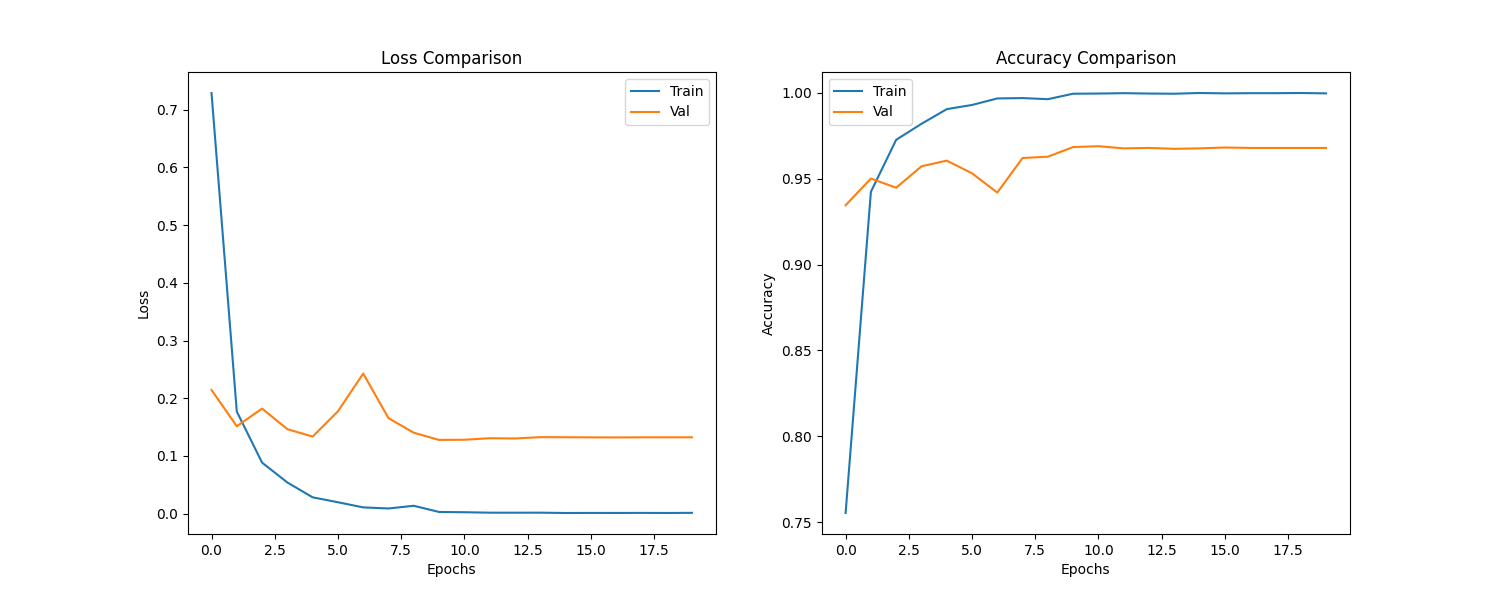 Loss Comparison
Train
Val
0.7
0.6
0.5
0.4
0.3
0.2
0.1
0.0
Loss
0.0 2.5 5.0 7.5 10.0 12.5 15.0 17.5
Epochs
Accuracy Comparison
Train
Val
1.00
0.95
0.90
0.85
0.80
0.75
Accuracy
0.0 2.5 5.0 7.5 10.0 12.5 15.0 17.5
Epochs